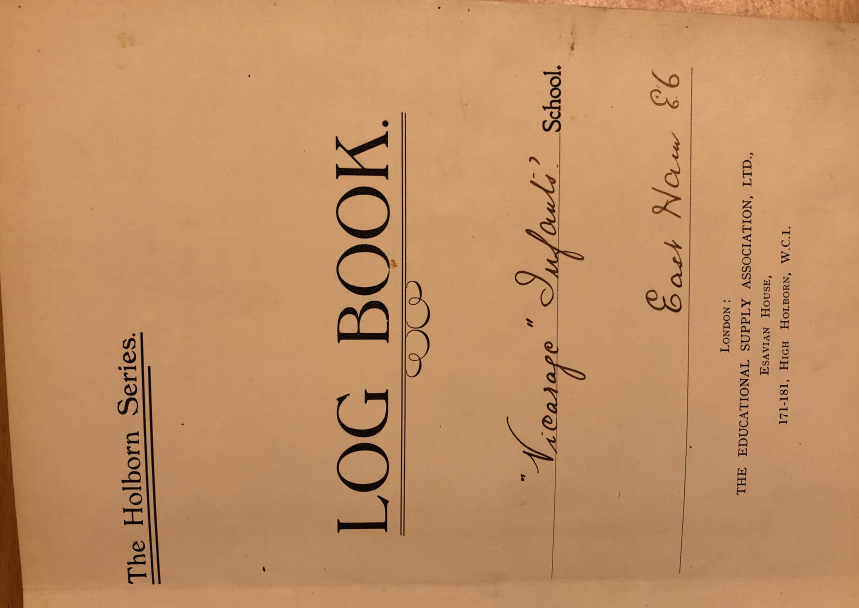 The Holborn Series.
LOG BOOK.
"Vicarage" Infants' School.
East Ham E6
LONDON:
THE EDUCATIONAL SUPPLY ASSOCIATION, LTD.,
ESAVIAN HOUSE,
171-181, HIGH HOLBORN, W.C.1.